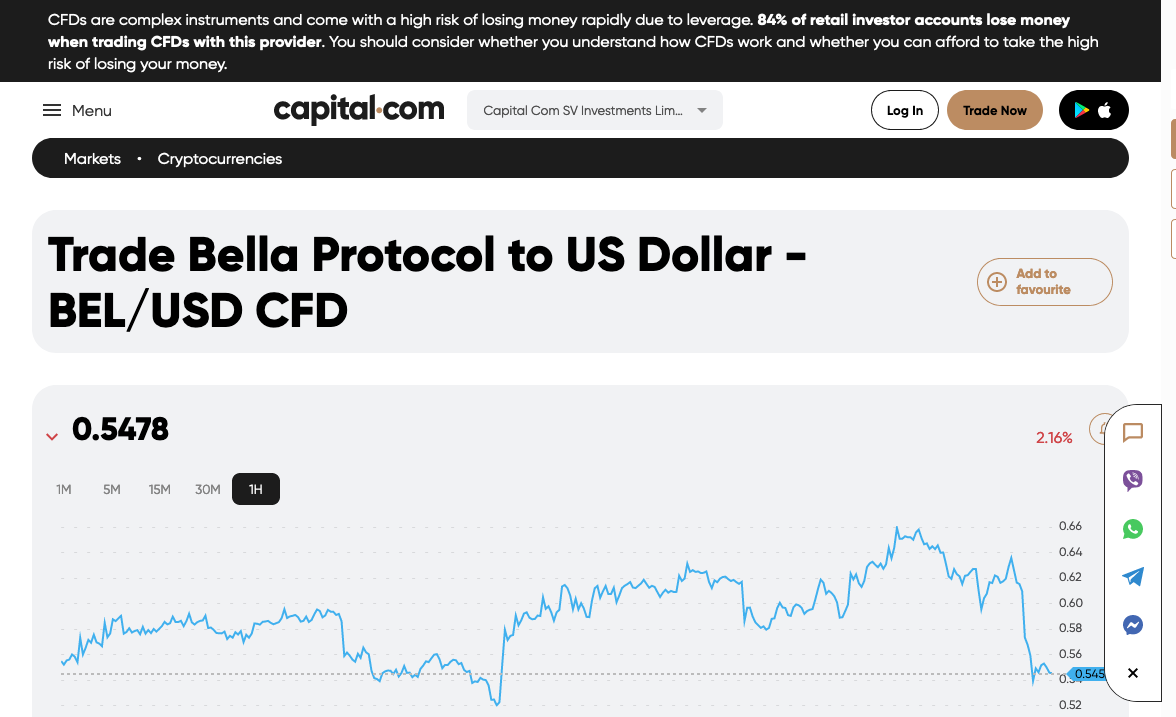 CFDs are complex instruments and come with a high risk of losing money rapidly due to leverage. 84% of retail investor accounts lose money
when trading CFDs with this provider. You should consider whether you understand how CFDs work and whether you can afford to take the high
risk of losing your money.
Menu
capital.com
Capital Com SV Investments Lim...
Log In
Trade Now
Markets • Cryptocurrencies
Trade Bella Protocol to US Dollar -
BEL/USD CFD
Add to
favourite
0.5478
2.16%
1M 5M 15M 30M 1H
0.66
0.64
0.62
0.60
0.58
0.56
0.545
0.52